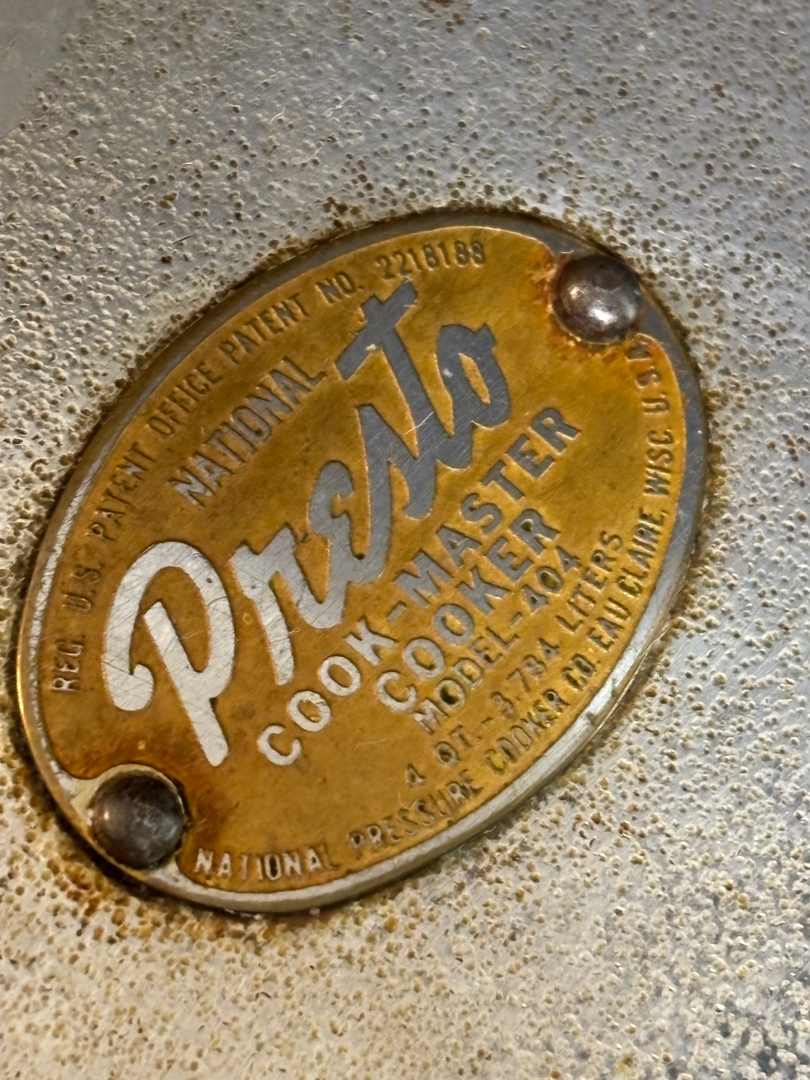 REG. U.S. PATENT OFFICE PATENT NO. 2218188
NATIONAL
Presto
COOK-MASTER
COOKER
MODEL-404
4 QT.-3.784 LITERS
NATIONAL PRESSURE COOKER CO. EAU CLAIRE, WISC. U.S.A.